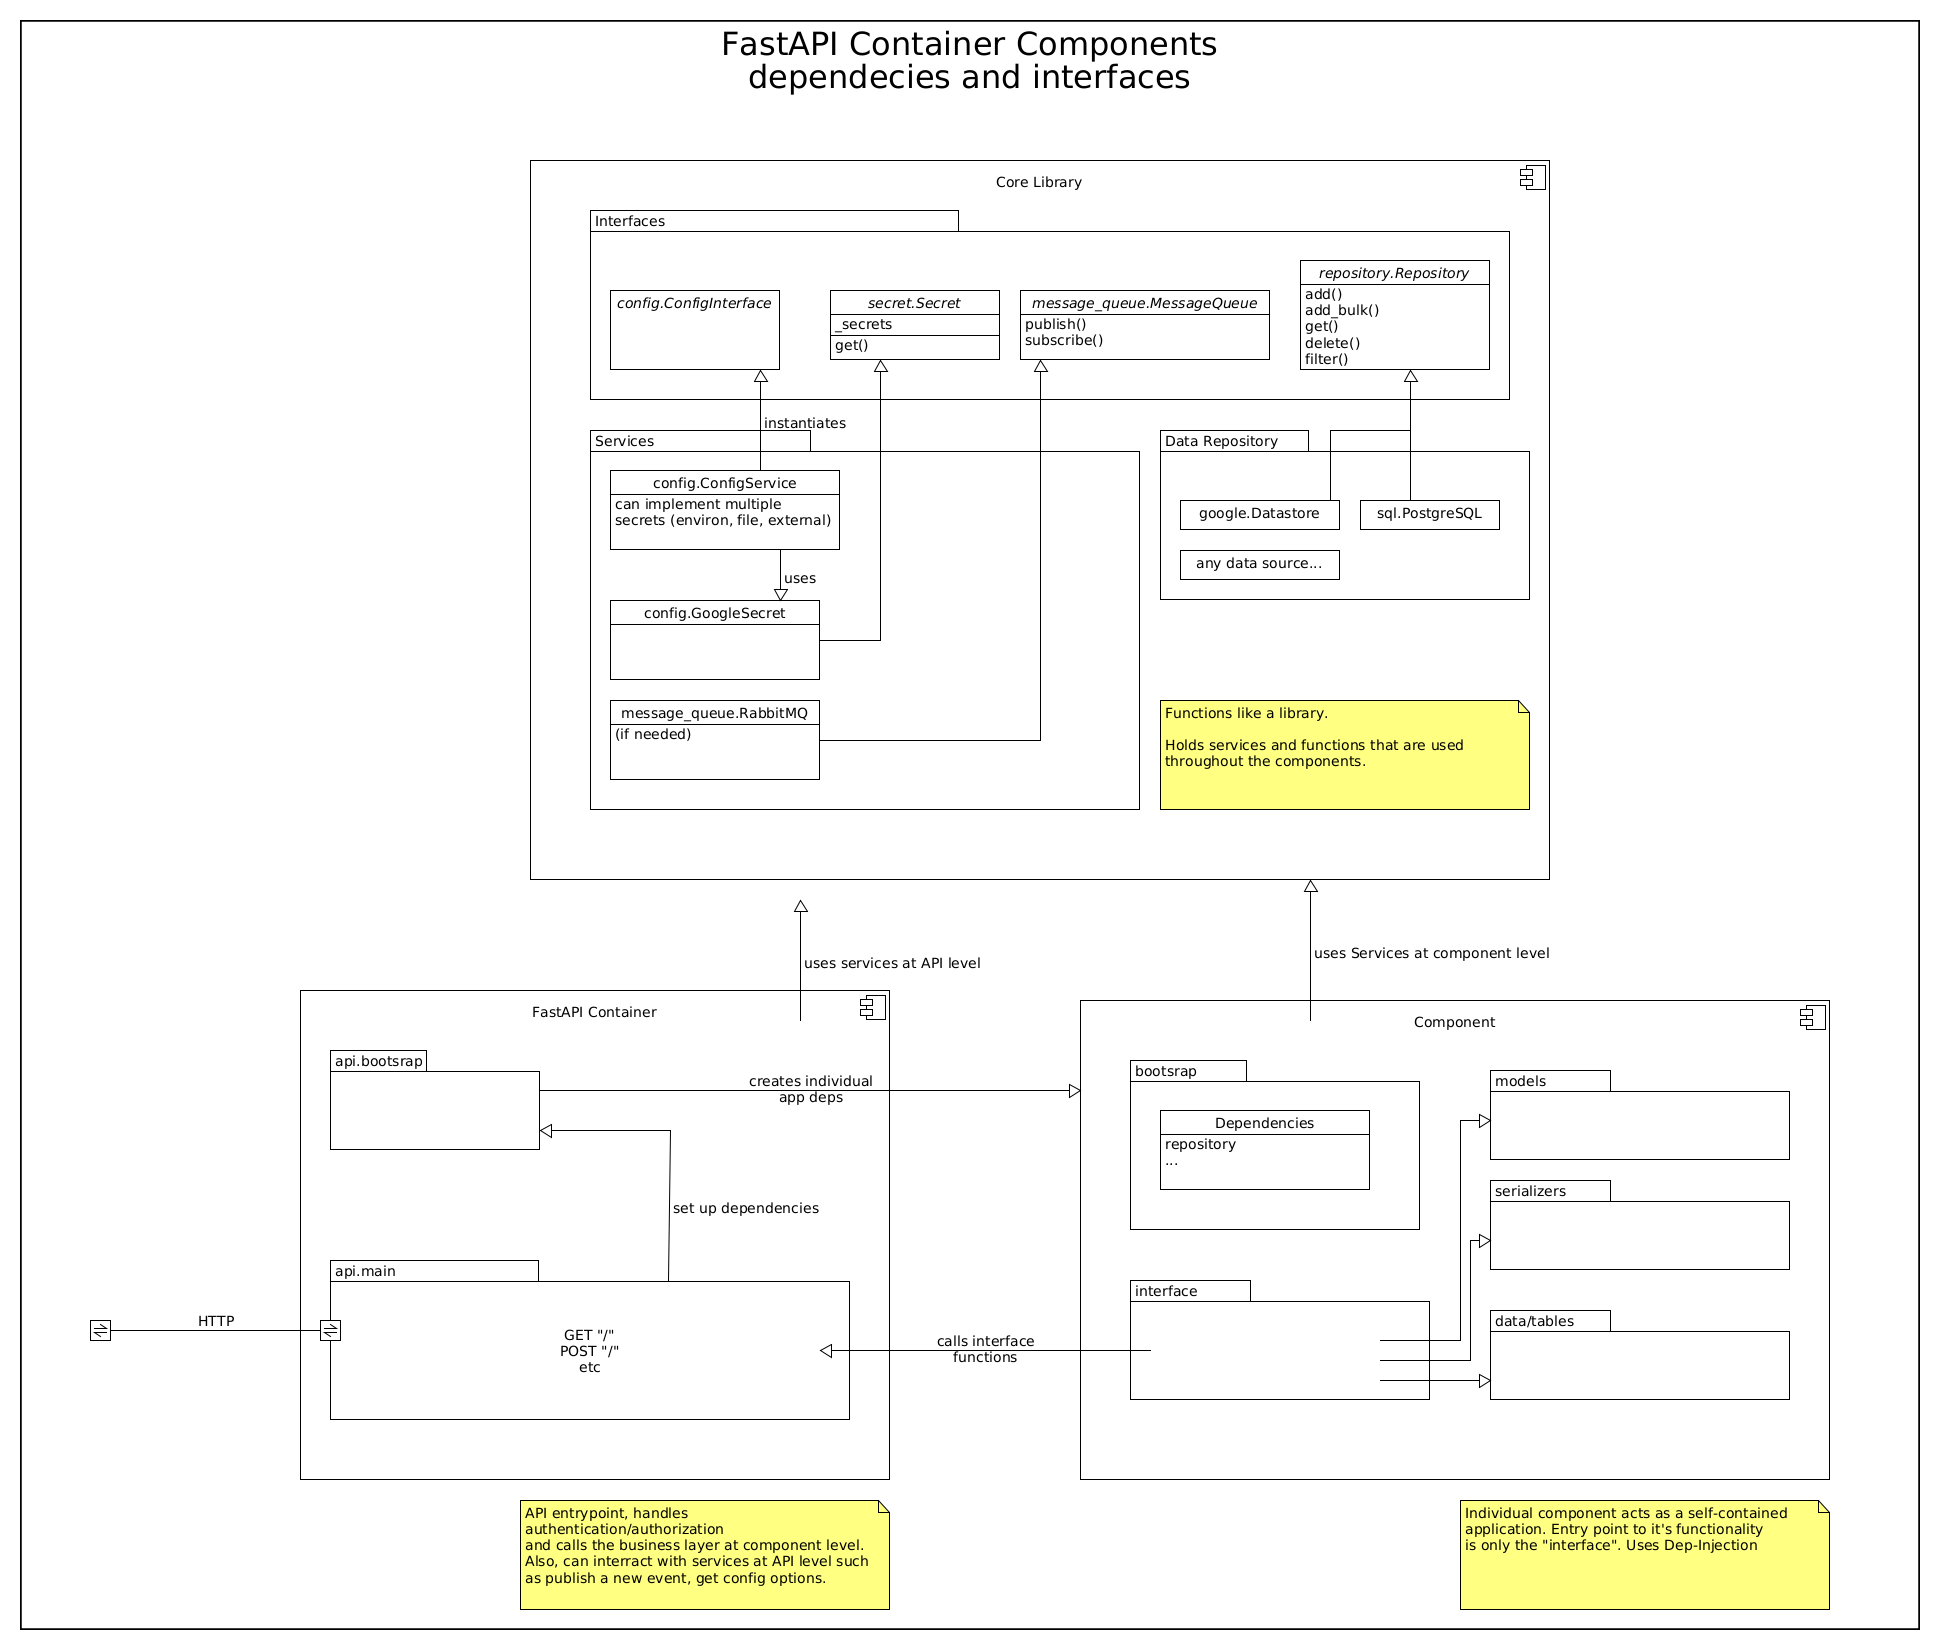 FastAPI Container Components
dependecies and interfaces
Core Library
Interfaces
config.ConfigInterface
secret.Secret
_secrets
get()
message_queue.MessageQueue
publish()
subscribe()
repository.Repository
add()
add_bulk()
get()
delete()
filter()
instantiates
Services
config.ConfigService
can implement multiple
secrets (environ, file, external)
uses
config.GoogleSecret
message_queue.RabbitMQ
(if needed)
Data Repository
google.Datastore
sql.PostgreSQL
any data source...
Functions like a library.
Holds services and functions that are used
throughout the components.
uses services at API level
uses Services at component level
FastAPI Container
api.bootsrap
creates individual
app deps
set up dependencies
api.main
HTTP
GET "/"
POST "/"
etc
calls interface
functions
Component
bootsrap
Dependencies
repository
...
interface
models
serializers
data/tables
API entrypoint, handles
authentication/authorization
and calls the business layer at component level.
Also, can interract with services at API level such
as publish a new event, get config options.
Individual component acts as a self-contained
application. Entry point to it's functionality
is only the "interface". Uses Dep-Injection